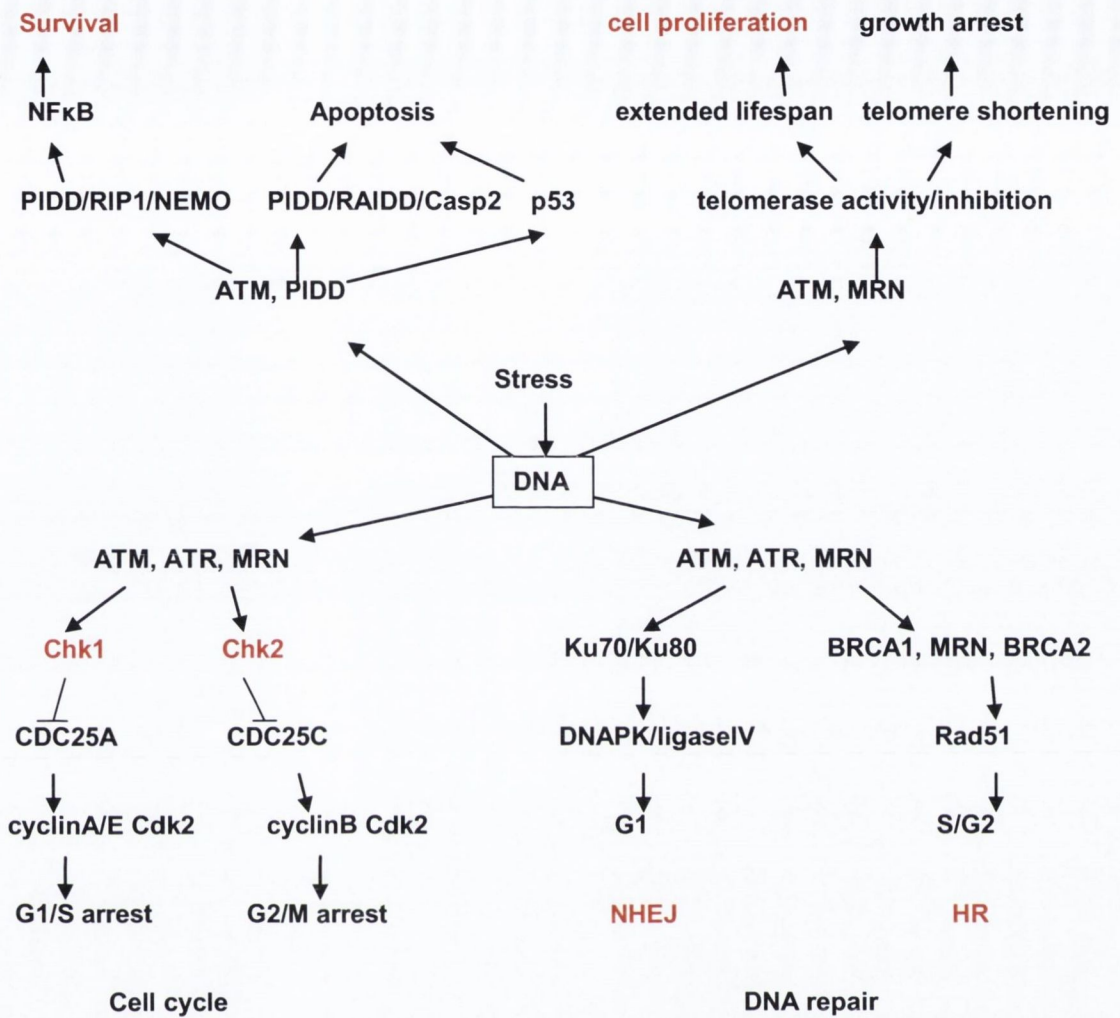 Survival cell proliferation growth arrest
NFκB Apoptosis extended lifespan telomere shortening
PIDD/RIP1/NEMO PIDD/RAIDD/Casp2 p53 telomerase activity/inhibition
ATM, PIDD ATM, MRN
Stress
DNA
ATM, ATR, MRN ATM, ATR, MRN
Chk1 Chk2 Ku70/Ku80 BRCA1, MRN, BRCA2
CDC25A CDC25C DNAPK/ligaseIV Rad51
cyclinA/E Cdk2 cyclinB Cdk2 G1 S/G2
G1/S arrest G2/M arrest NHEJ HR
Cell cycle DNA repair